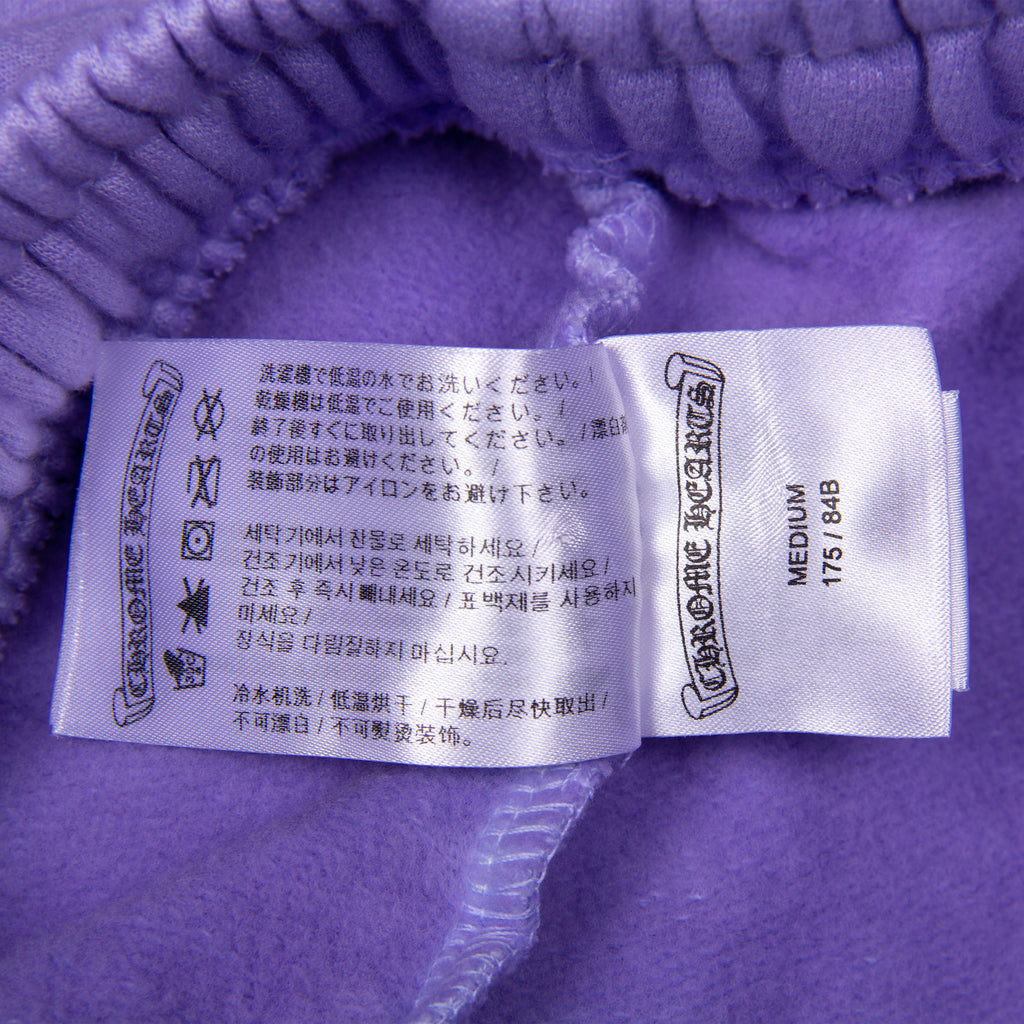 CHROME HEARTS
洗濯機で低温の水でお洗いください。/
乾燥機は低温でご使用ください。/
終了後すぐに取り出してください。/漂白
の使用はお避けください。/
装飾部分はアイロンをお避け下さい。
세탁기에서 찬물로 세탁하세요 /
건조기에서 낮은 온도로 건조시키세요 /
건조 후 즉시 빼내세요 / 표백제를 사용하지
마세요 /
장식을 다림질하지 마십시오.
冷水机洗 / 低温烘干 / 干燥后尽快取出 /
不可漂白 / 不可熨烫装饰。
CHROME HEARTS
MEDIUM
175 / 84B